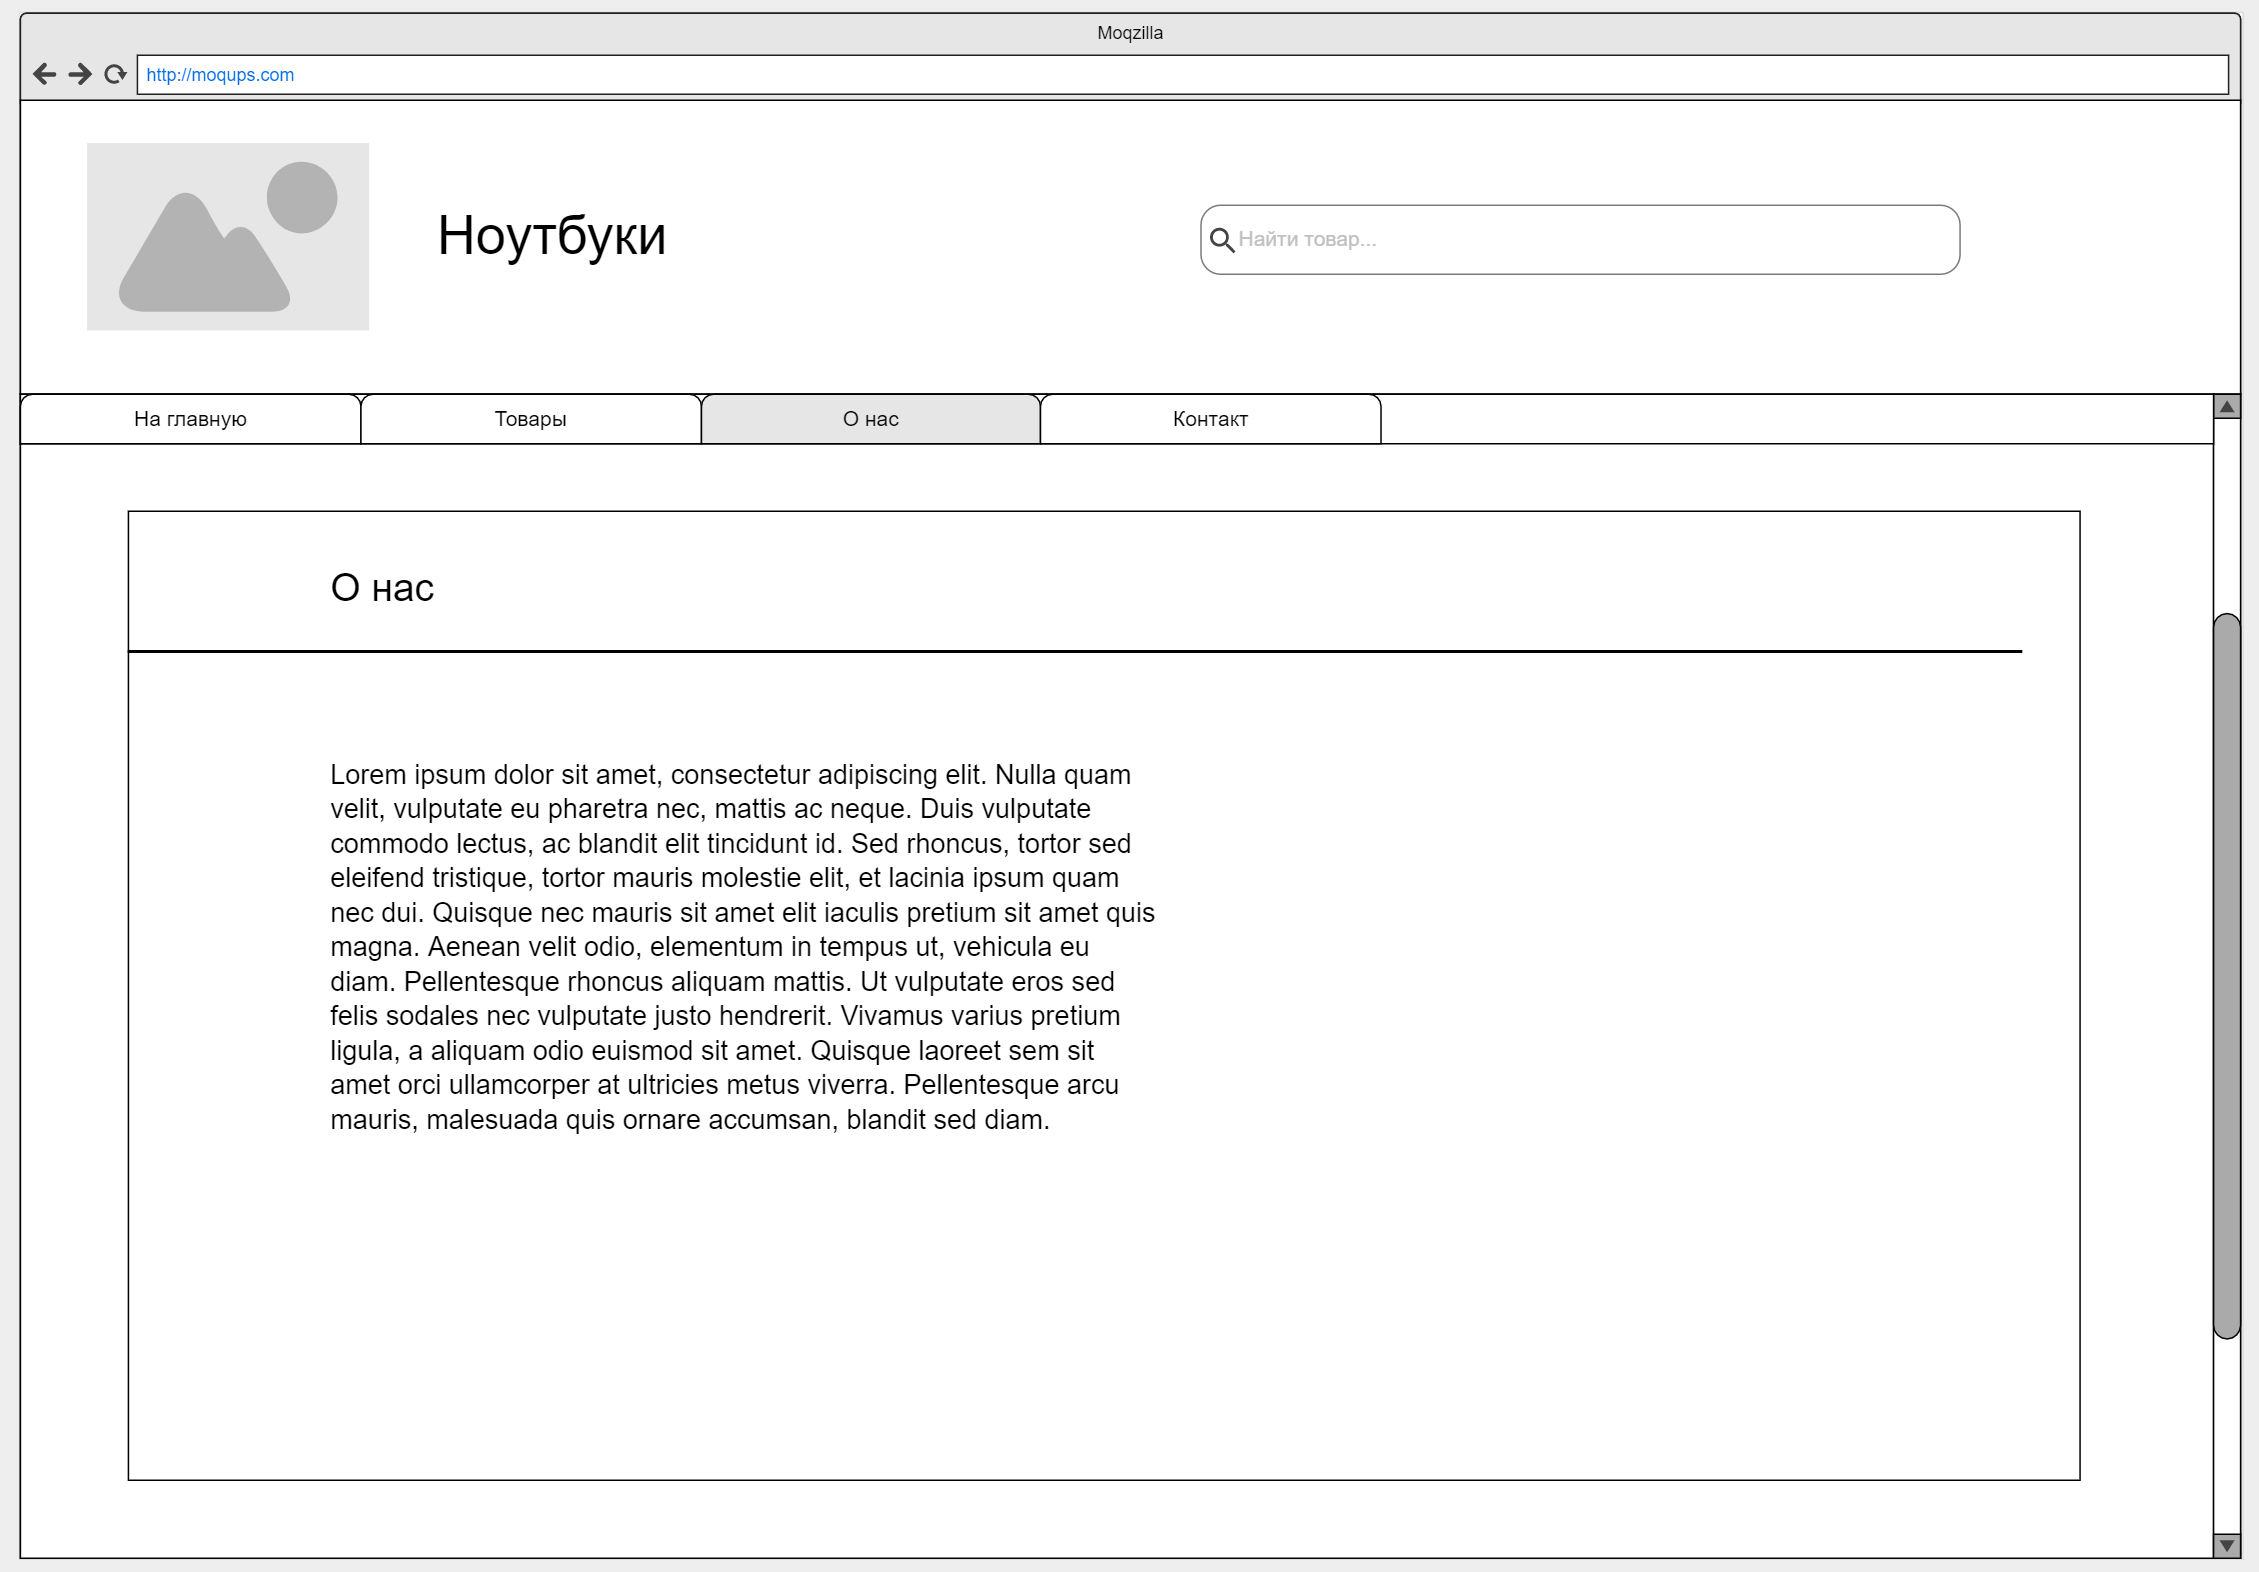 Moqzilla
http://moqups.com
Ноутбуки
Найти товар...
На главную
Товары
О нас
Контакт
О нас
Lorem ipsum dolor sit amet, consectetur adipiscing elit. Nulla quam
velit, vulputate eu pharetra nec, mattis ac neque. Duis vulputate
commodo lectus, ac blandit elit tincidunt id. Sed rhoncus, tortor sed
eleifend tristique, tortor mauris molestie elit, et lacinia ipsum quam
nec dui. Quisque nec mauris sit amet elit iaculis pretium sit amet quis
magna. Aenean velit odio, elementum in tempus ut, vehicula eu
diam. Pellentesque rhoncus aliquam mattis. Ut vulputate eros sed
felis sodales nec vulputate justo hendrerit. Vivamus varius pretium
ligula, a aliquam odio euismod sit amet. Quisque laoreet sem sit
amet orci ullamcorper at ultricies metus viverra. Pellentesque arcu
mauris, malesuada quis ornare accumsan, blandit sed diam.